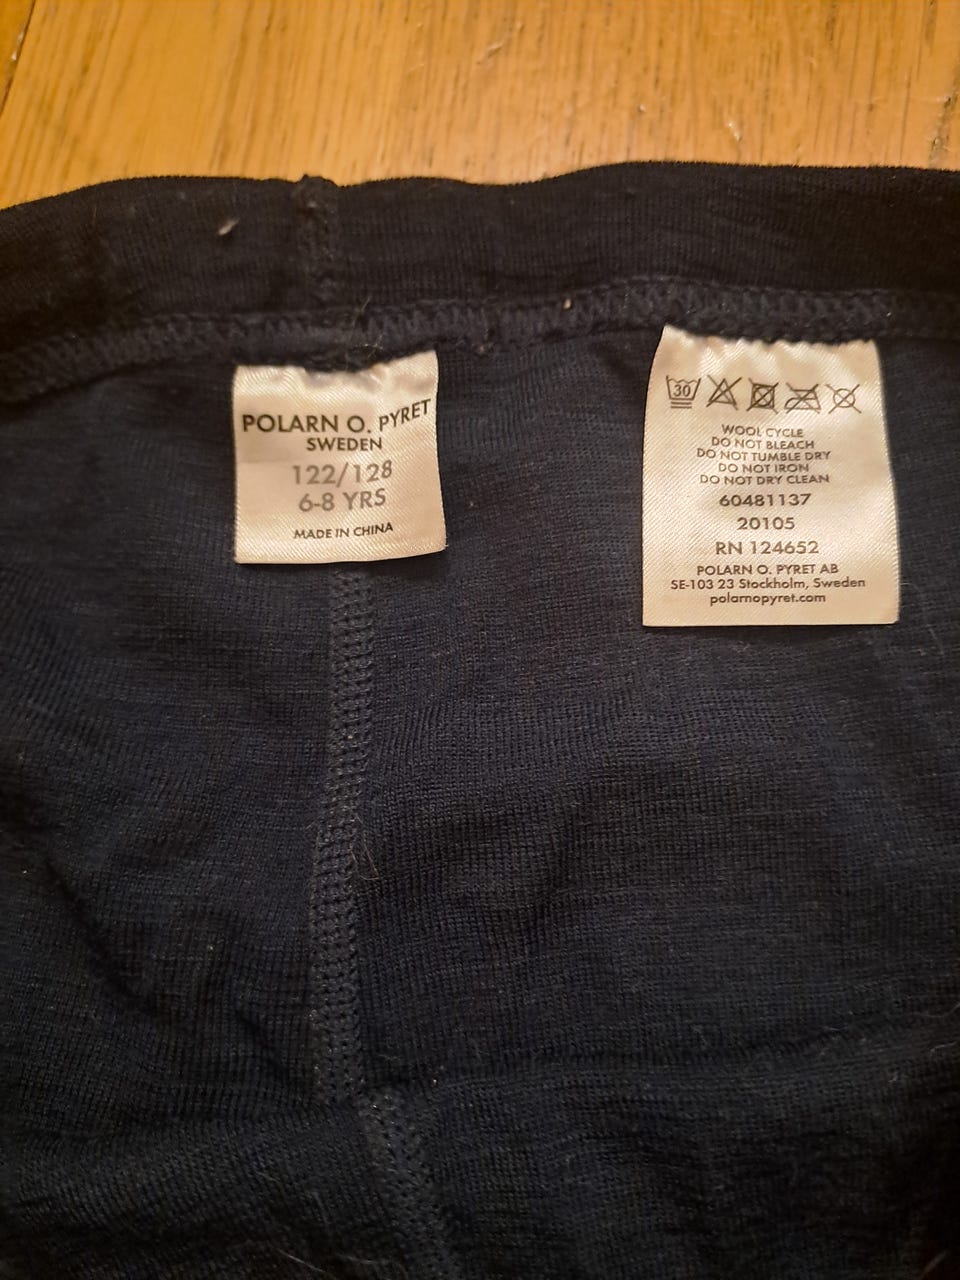 POLARN O. PYRET
SWEDEN
122/128
6-8 YRS
MADE IN CHINA
30
WOOL CYCLE
DO NOT BLEACH
DO NOT TUMBLE DRY
DO NOT IRON
DO NOT DRY CLEAN
60481137
20105
RN 124652
POLARN O. PYRET AB
SE-103 23 Stockholm, Sweden
polarnopyret.com